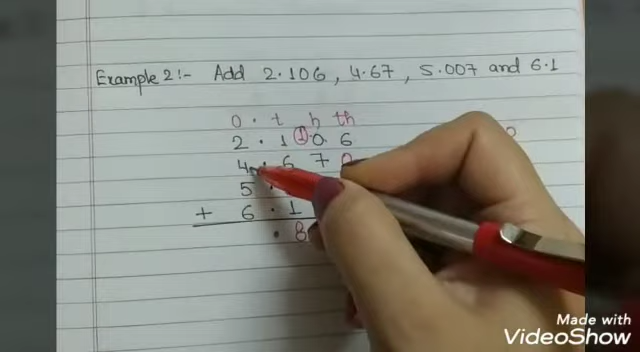 Example 2:- Add 2.106, 4.67, 5.007 and 6.1
O . t h th
2 . 1 1 0 6
4 . 6 7 0
5 .
+ 6 . 1
. 8
Made with
VideoShow